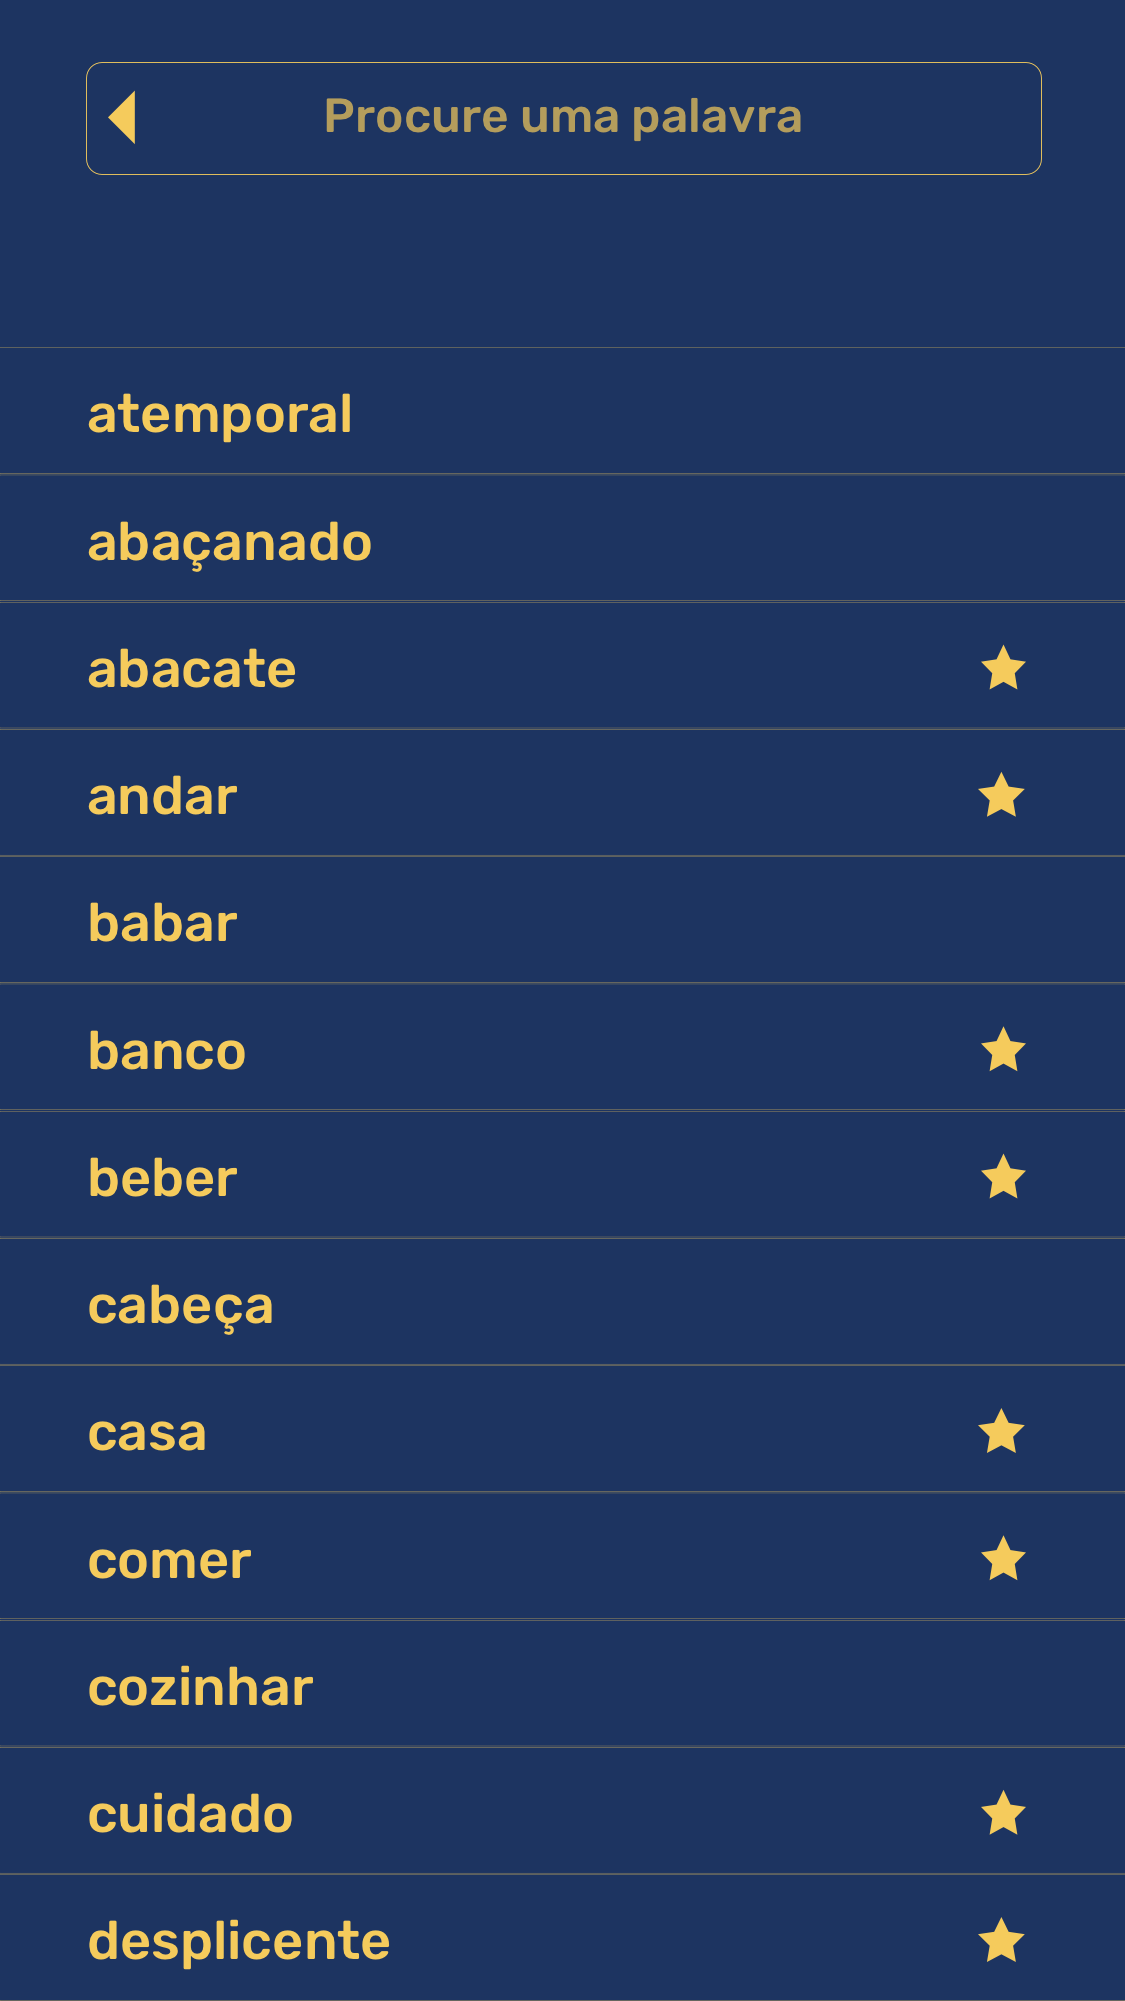 Procure uma palavra
atemporal
abaçanado
abacate
andar
babar
banco
beber
cabeça
casa
comer
cozinhar
cuidado
desplicente